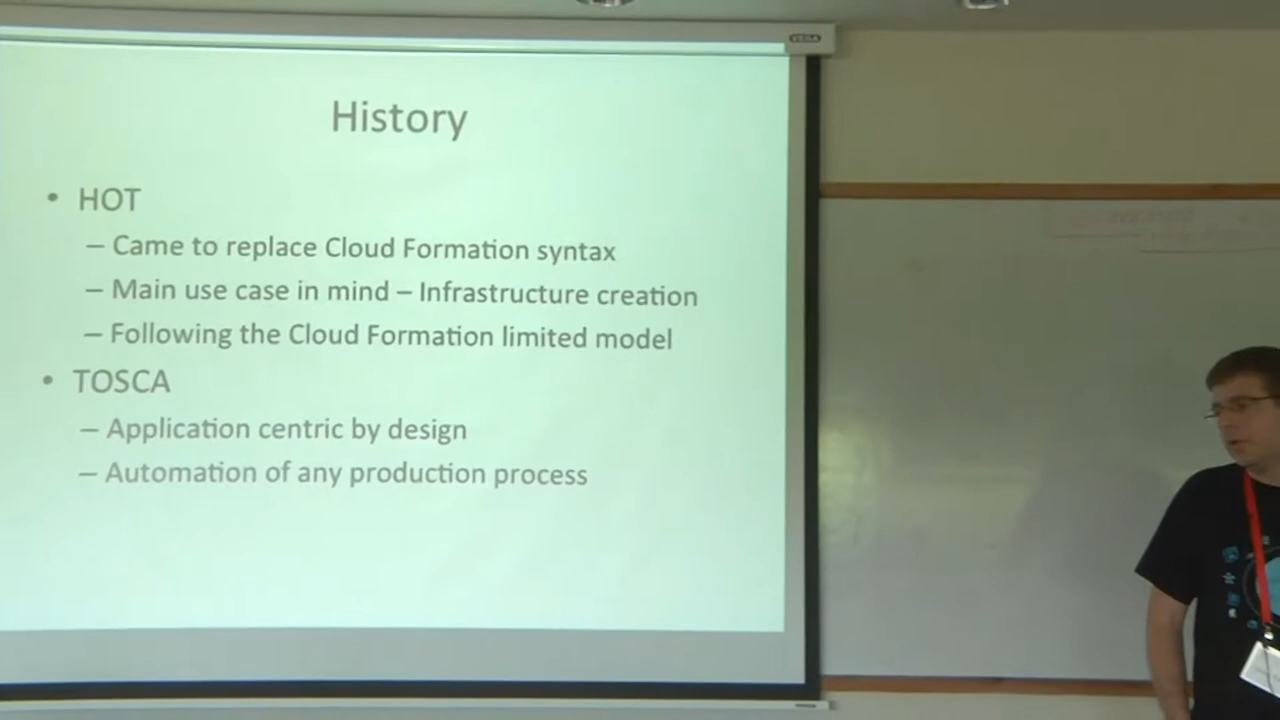 VEGA
History
• HOT
– Came to replace Cloud Formation syntax
– Main use case in mind – Infrastructure creation
– Following the Cloud Formation limited model
• TOSCA
– Application centric by design
– Automation of any production process